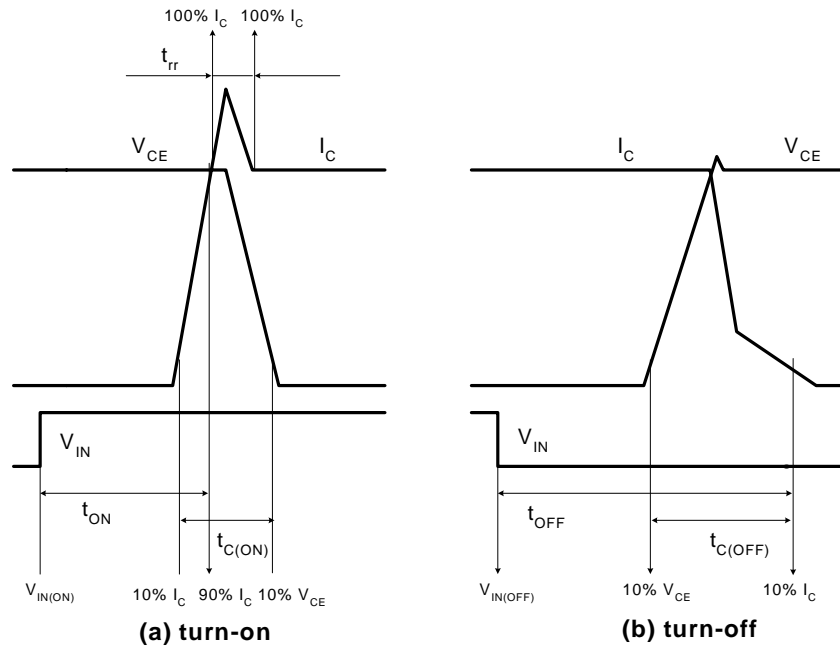 100% I_C 100% I_C
t_rr
V_CE I_C I_C V_CE
V_IN V_IN
t_ON t_OFF
t_C(ON) t_C(OFF)
V_IN(ON) 10% I_C 90% I_C 10% V_CE V_IN(OFF) 10% V_CE 10% I_C
(a) turn-on (b) turn-off